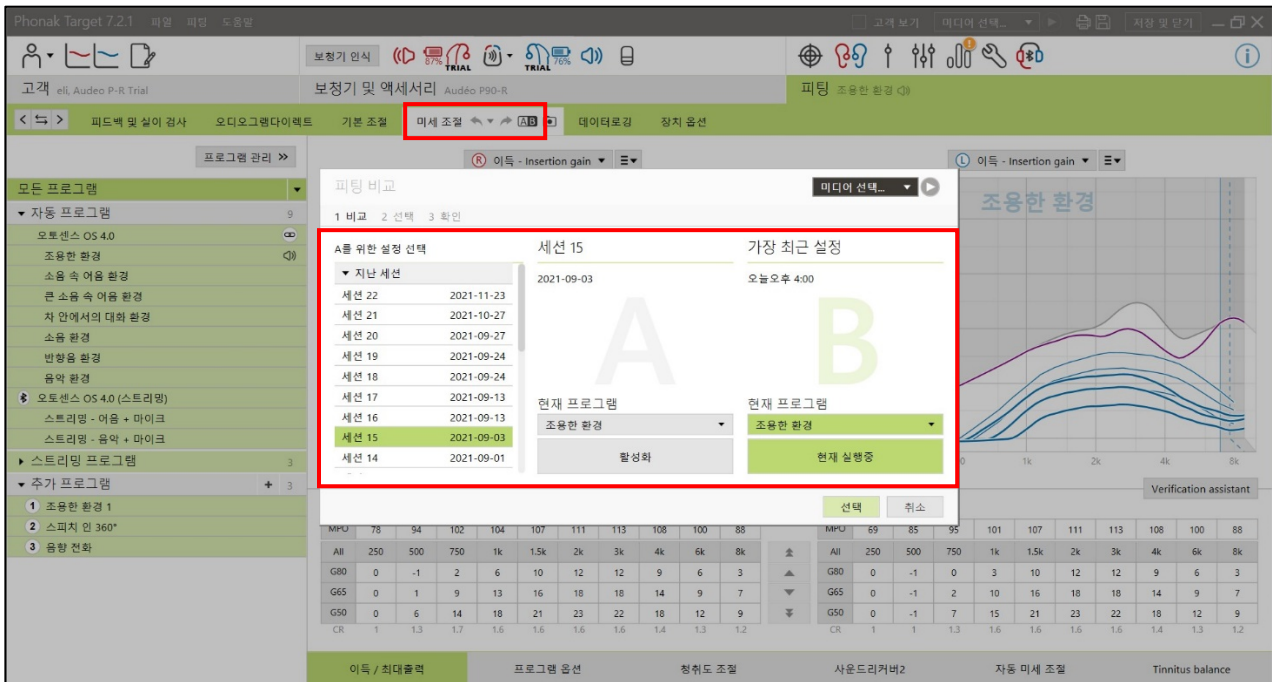 Phonak Target 7.2.1 파일 피팅 도움말
고객 보기 미디어 선택... 저장 및 닫기
보청기 인식 87% TRIAL TRIAL 76%
고객 eli, Audeo P-R Trial
보청기 및 액세서리 Audéo P90-R
피팅 조용한 환경
피드백 및 실이 검사 오디오그램다이렉트 기본 조절 미세 조절 AB 데이터로깅 장치 옵션
프로그램 관리
R 이득 - Insertion gain
L 이득 - Insertion gain
모든 프로그램
자동 프로그램 9
오토센스 OS 4.0
조용한 환경
소음 속 어음 환경
큰 소음 속 어음 환경
차 안에서의 대화 환경
소음 환경
반향음 환경
음악 환경
오토센스 OS 4.0 (스트리밍)
스트리밍 - 어음 + 마이크
스트리밍 - 음악 + 마이크
스트리밍 프로그램 3
추가 프로그램 + 3
1 조용한 환경 1
2 스피치 인 360°
3 음향 전화
피팅 비교
미디어 선택...
1 비교 2 선택 3 확인
A를 위한 설정 선택
지난 세션
세션 22 2021-11-23
세션 21 2021-10-27
세션 20 2021-09-27
세션 19 2021-09-24
세션 18 2021-09-24
세션 17 2021-09-13
세션 16 2021-09-13
세션 15 2021-09-03
세션 14 2021-09-01
세션 15
2021-09-03
A
현재 프로그램
조용한 환경
활성화
가장 최근 설정
오늘오후 4:00
B
현재 프로그램
조용한 환경
현재 실행중
선택 취소
조용한 환경
1k 2k 4k 8k
Verification assistant
MPO 78 94 102 104 107 111 113 108 100 88
All 250 500 750 1k 1.5k 2k 3k 4k 6k 8k
G80 0 -1 2 6 10 12 12 9 6 3
G65 0 1 9 13 16 18 18 14 9 7
G50 0 6 14 18 21 23 22 18 12 9
CR 1 1.3 1.7 1.6 1.6 1.6 1.6 1.4 1.3 1.2
MPO 69 85 95 101 107 111 113 108 100 88
All 250 500 750 1k 1.5k 2k 3k 4k 6k 8k
G80 0 -1 0 3 10 12 12 9 6 3
G65 0 -1 2 10 16 18 18 14 9 7
G50 0 -1 7 15 21 23 22 18 12 9
CR 1 1 1.3 1.6 1.6 1.6 1.6 1.4 1.3 1.2
이득 / 최대출력 프로그램 옵션 청취도 조절 사운드리커버2 자동 미세 조절 Tinnitus balance